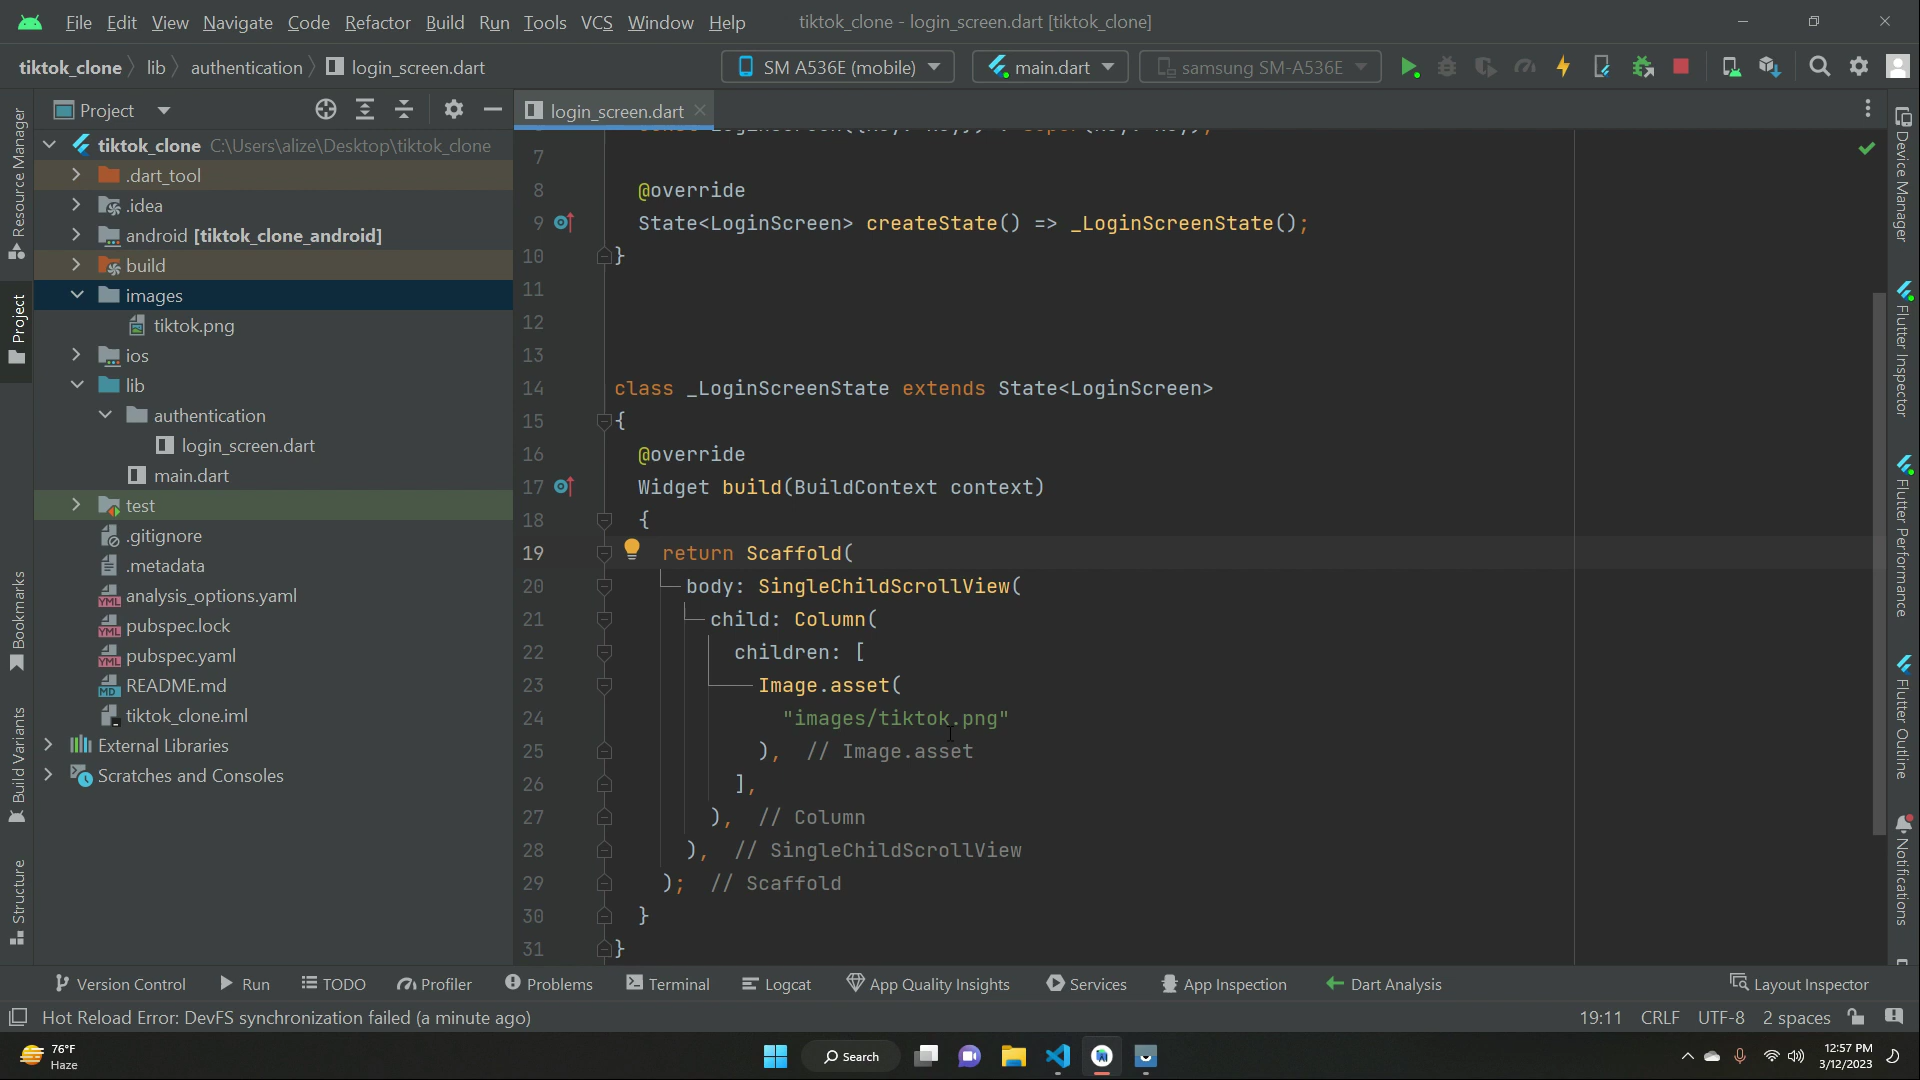 File Edit View Navigate Code Refactor Build Run Tools VCS Window Help tiktok_clone - login_screen.dart [tiktok_clone]
tiktok_clone lib authentication login_screen.dart SM A536E (mobile) main.dart samsung SM-A536E
Project
login_screen.dart
Resource Manager
Project
Bookmarks
Build Variants
Structure
tiktok_clone C:\Users\alize\Desktop\tiktok_clone
.dart_tool
.idea
android [tiktok_clone_android]
build
images
tiktok.png
ios
lib
authentication
login_screen.dart
main.dart
test
.gitignore
.metadata
analysis_options.yaml
pubspec.lock
pubspec.yaml
README.md
tiktok_clone.iml
External Libraries
Scratches and Consoles
7
8 @override
9 State<LoginScreen> createState() => _LoginScreenState();
10 }
11
12
13
14 class _LoginScreenState extends State<LoginScreen>
15 {
16 @override
17 Widget build(BuildContext context)
18 {
19 return Scaffold(
20 body: SingleChildScrollView(
21 child: Column(
22 children: [
23 Image.asset(
24 "images/tiktok.png"
25 ), // Image.asset
26 ],
27 ), // Column
28 ), // SingleChildScrollView
29 ); // Scaffold
30 }
31 }
Device Manager
Flutter Inspector
Flutter Performance
Flutter Outline
Notifications
Version Control Run TODO Profiler Problems Terminal Logcat App Quality Insights Services App Inspection Dart Analysis Layout Inspector
Hot Reload Error: DevFS synchronization failed (a minute ago) 19:11 CRLF UTF-8 2 spaces
76°F
Haze
Search
12:57 PM
3/12/2023